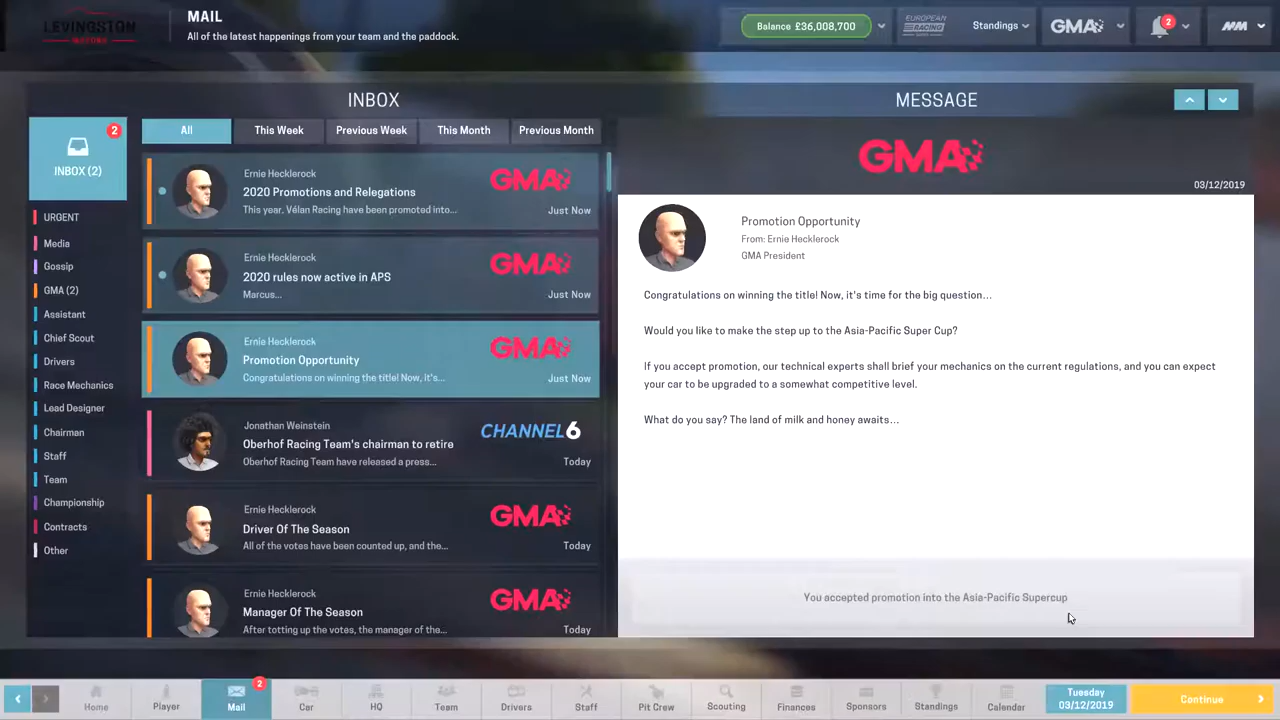 LEVINGSTON
MOTORS
MAIL
All of the latest happenings from your team and the paddock.
Balance £36,008,700
EUROPEAN
RACING
Standings
GMA
2
INBOX
MESSAGE
2
INBOX (2)
All
This Week
Previous Week
This Month
Previous Month
URGENT
Media
Gossip
GMA (2)
Assistant
Chief Scout
Drivers
Race Mechanics
Lead Designer
Chairman
Staff
Team
Championship
Contracts
Other
Ernie Hecklerock
2020 Promotions and Relegations
This year, Vélan Racing have been promoted into...
GMA
Just Now
Ernie Hecklerock
2020 rules now active in APS
Marcus...
GMA
Just Now
Ernie Hecklerock
Promotion Opportunity
Congratulations on winning the title! Now, it's...
GMA
Just Now
Jonathan Weinstein
Oberhof Racing Team's chairman to retire
Oberhof Racing Team have released a press...
CHANNEL6
Today
Ernie Hecklerock
Driver Of The Season
All of the votes have been counted up, and the...
GMA
Today
Ernie Hecklerock
Manager Of The Season
After totting up the votes, the manager of the...
GMA
Today
GMA
03/12/2019
Promotion Opportunity
From: Ernie Hecklerock
GMA President
Congratulations on winning the title! Now, it's time for the big question...
Would you like to make the step up to the Asia-Pacific Super Cup?
If you accept promotion, our technical experts shall brief your mechanics on the current regulations, and you can expect
your car to be upgraded to a somewhat competitive level.
What do you say? The land of milk and honey awaits...
You accepted promotion into the Asia-Pacific Supercup
Home
Player
2
Mail
Car
HQ
Team
Drivers
Staff
Pit Crew
Scouting
Finances
Sponsors
Standings
Calendar
Tuesday
03/12/2019
Continue